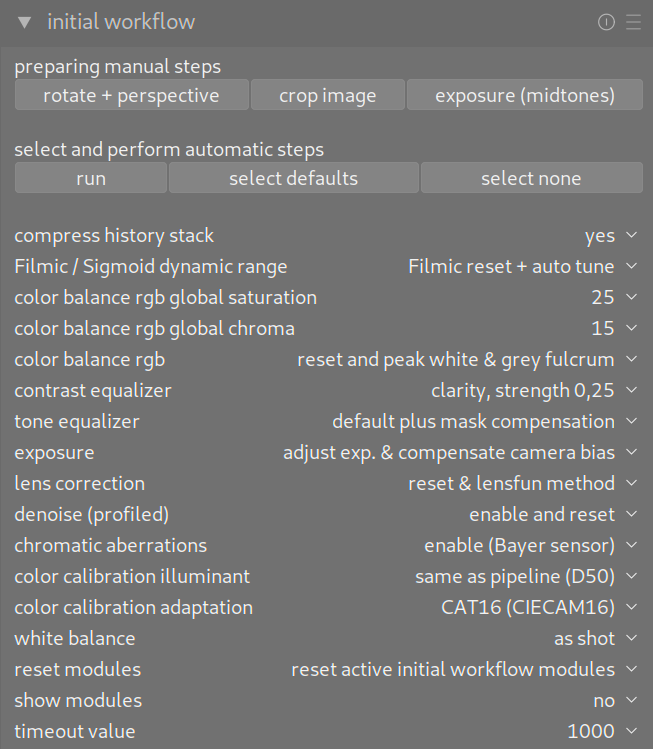 initial workflow
preparing manual steps
rotate + perspective crop image exposure (midtones)
select and perform automatic steps
run select defaults select none
compress history stack yes
Filmic / Sigmoid dynamic range Filmic reset + auto tune
color balance rgb global saturation 25
color balance rgb global chroma 15
color balance rgb reset and peak white & grey fulcrum
contrast equalizer clarity, strength 0,25
tone equalizer default plus mask compensation
exposure adjust exp. & compensate camera bias
lens correction reset & lensfun method
denoise (profiled) enable and reset
chromatic aberrations enable (Bayer sensor)
color calibration illuminant same as pipeline (D50)
color calibration adaptation CAT16 (CIECAM16)
white balance as shot
reset modules reset active initial workflow modules
show modules no
timeout value 1000